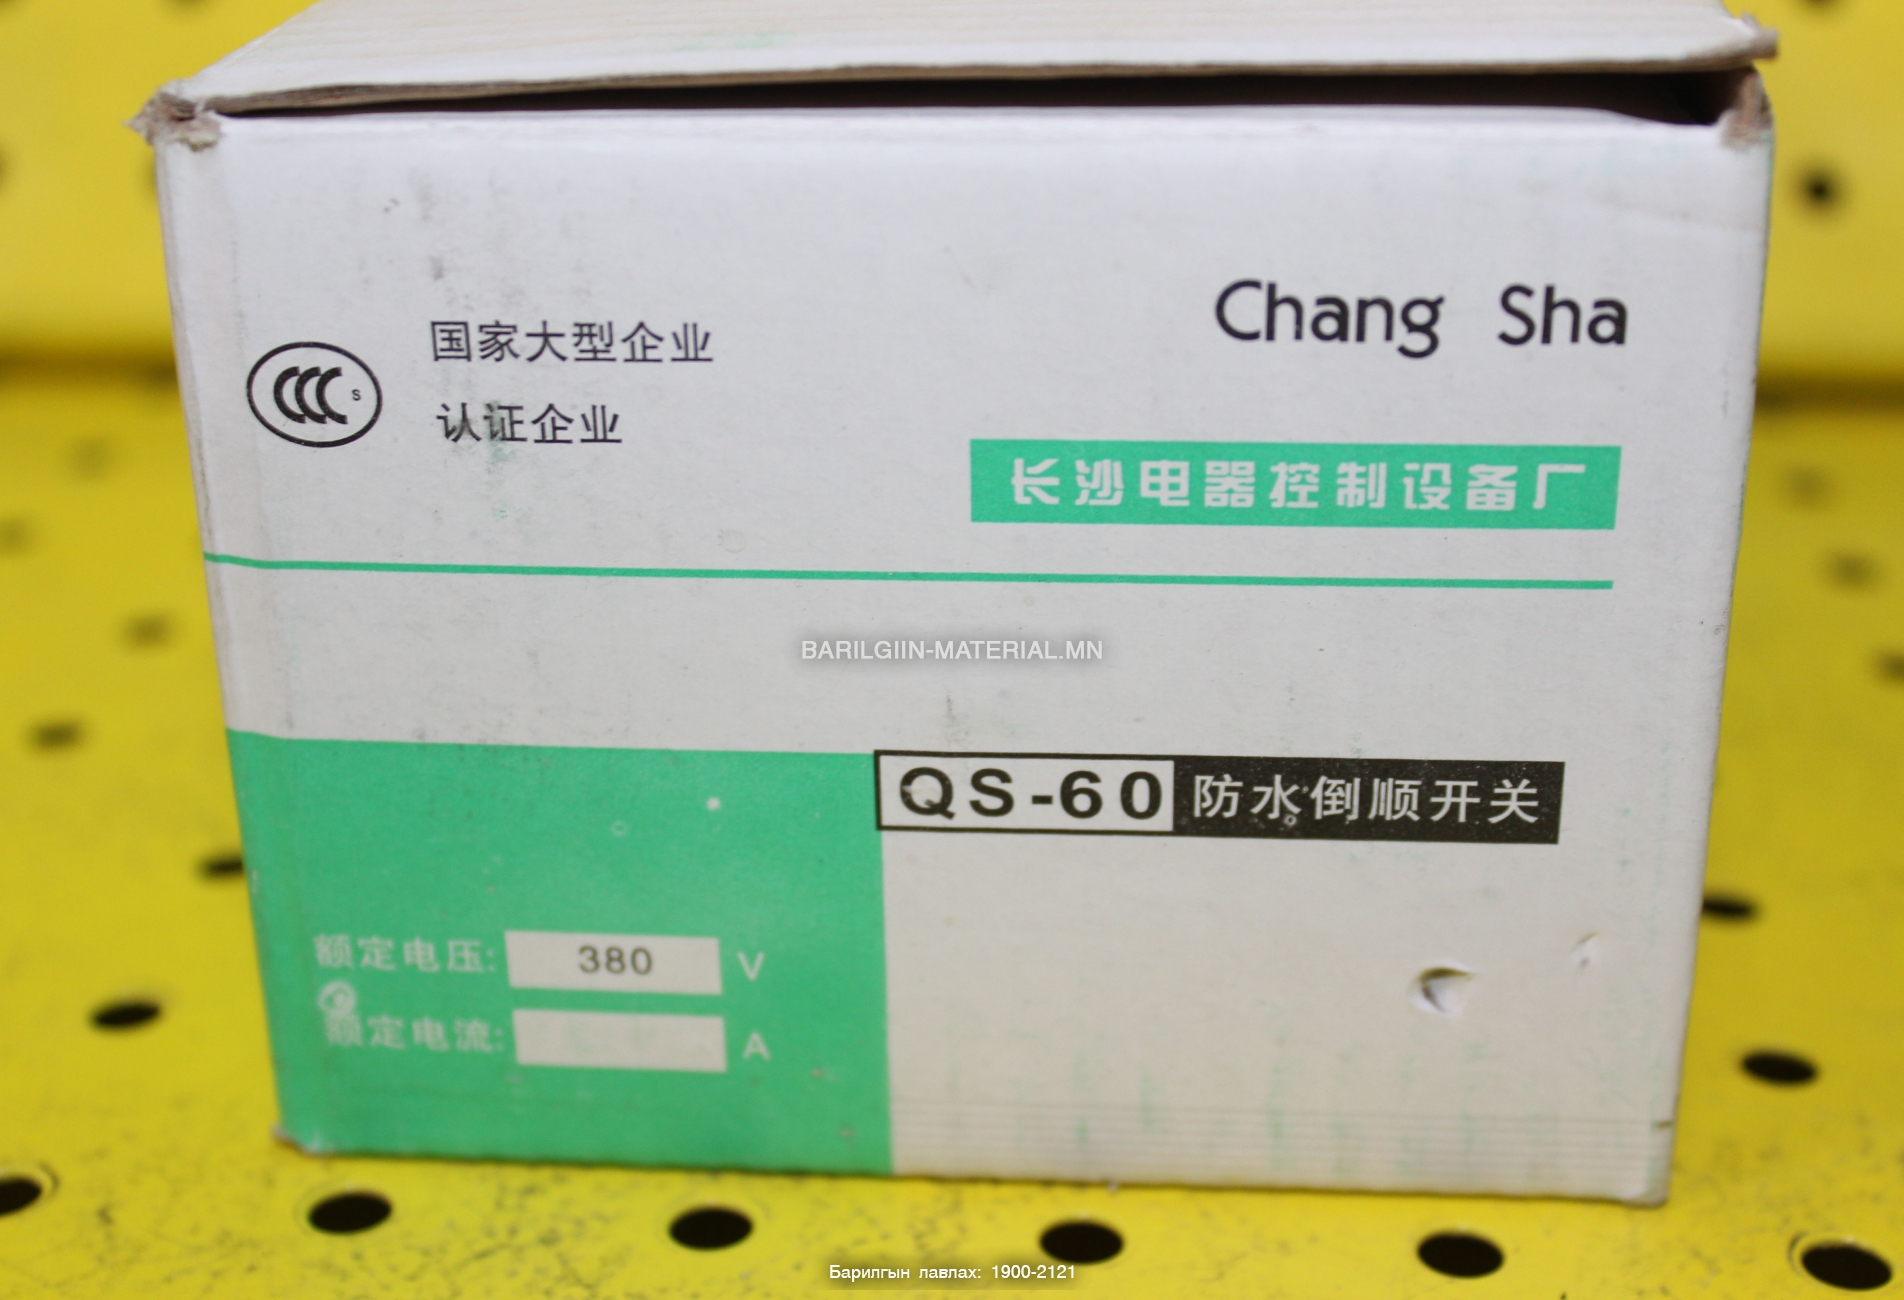 Chang Sha
国家大型企业
CCC S
认证企业
长沙电器控制设备厂
BARILGIIN-MATERIAL.MN
QS-60 防水倒顺开关
额定电压: 380 V
额定电流: A
Барилгын лавлах: 1900-2121